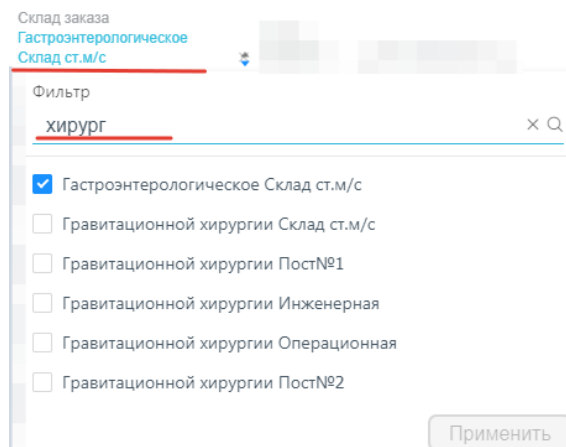 Склад заказа
Гастроэнтерологическое
Склад ст.м/с
Фильтр
хирург
Гастроэнтерологическое Склад ст.м/с
Гравитационной хирургии Склад ст.м/с
Гравитационной хирургии Пост№1
Гравитационной хирургии Инженерная
Гравитационной хирургии Операционная
Гравитационной хирургии Пост№2
Применить